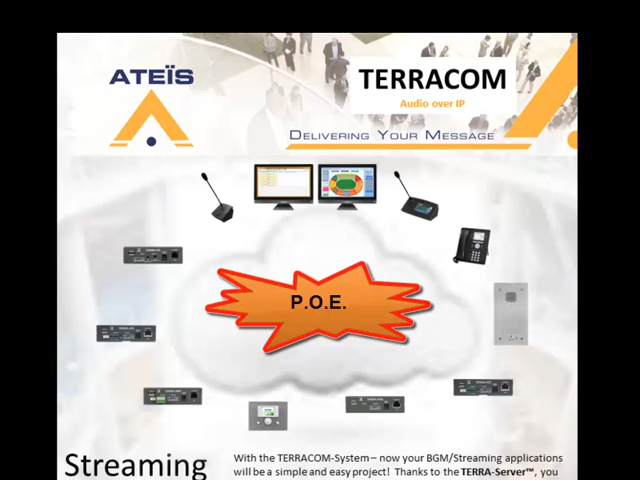 ATEÏS
TERRACOM
Audio over IP
DELIVERING YOUR MESSAGE
P.O.E.
Streaming
With the TERRACOM-System – now your BGM/Streaming applications
will be a simple and easy project! Thanks to the TERRA-Server™, you